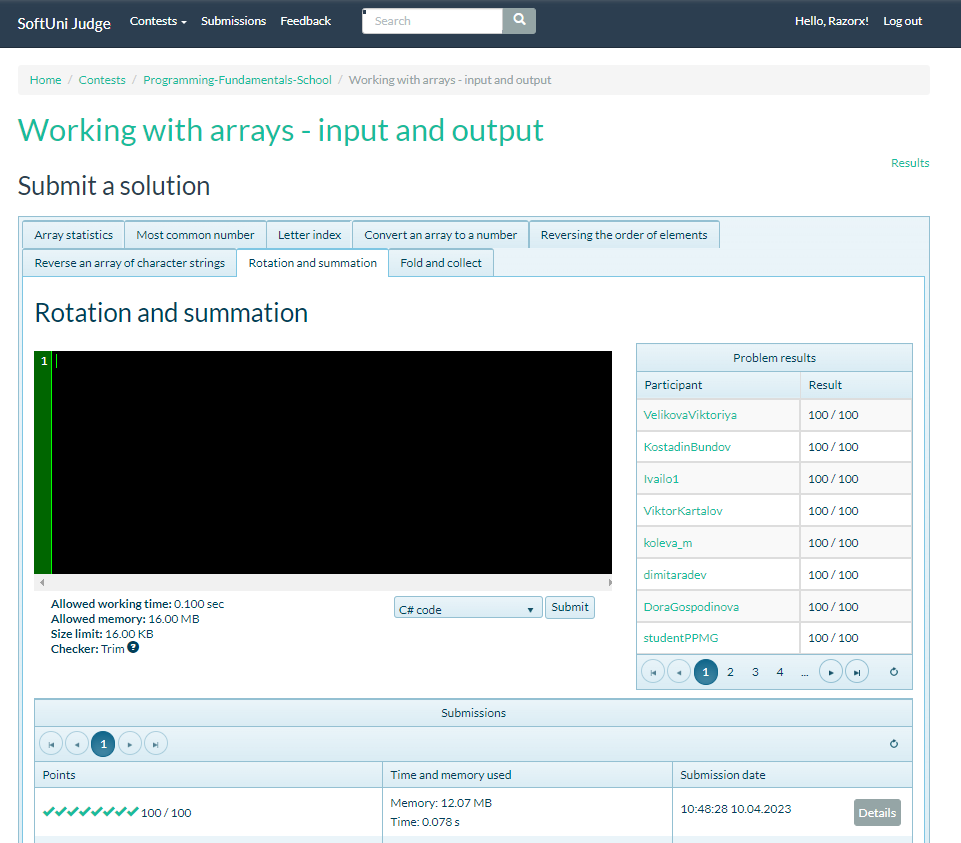 SoftUni Judge Contests Submissions Feedback Search Hello, Razorx! Log out
Home / Contests / Programming-Fundamentals-School / Working with arrays - input and output
Working with arrays - input and output
Results
Submit a solution
Array statistics Most common number Letter index Convert an array to a number Reversing the order of elements
Reverse an array of character strings Rotation and summation Fold and collect
Rotation and summation
1
Allowed working time: 0.100 sec
Allowed memory: 16.00 MB
Size limit: 16.00 KB
Checker: Trim ?
C# code Submit
Problem results
Participant Result
VelikovaViktoriya 100 / 100
KostadinBundov 100 / 100
Ivailo1 100 / 100
ViktorKartalov 100 / 100
koleva_m 100 / 100
dimitaradev 100 / 100
DoraGospodinova 100 / 100
studentPPMG 100 / 100
1 2 3 4 ...
Submissions
1
Points Time and memory used Submission date
100 / 100 Memory: 12.07 MB 10:48:28 10.04.2023 Details
Time: 0.078 s